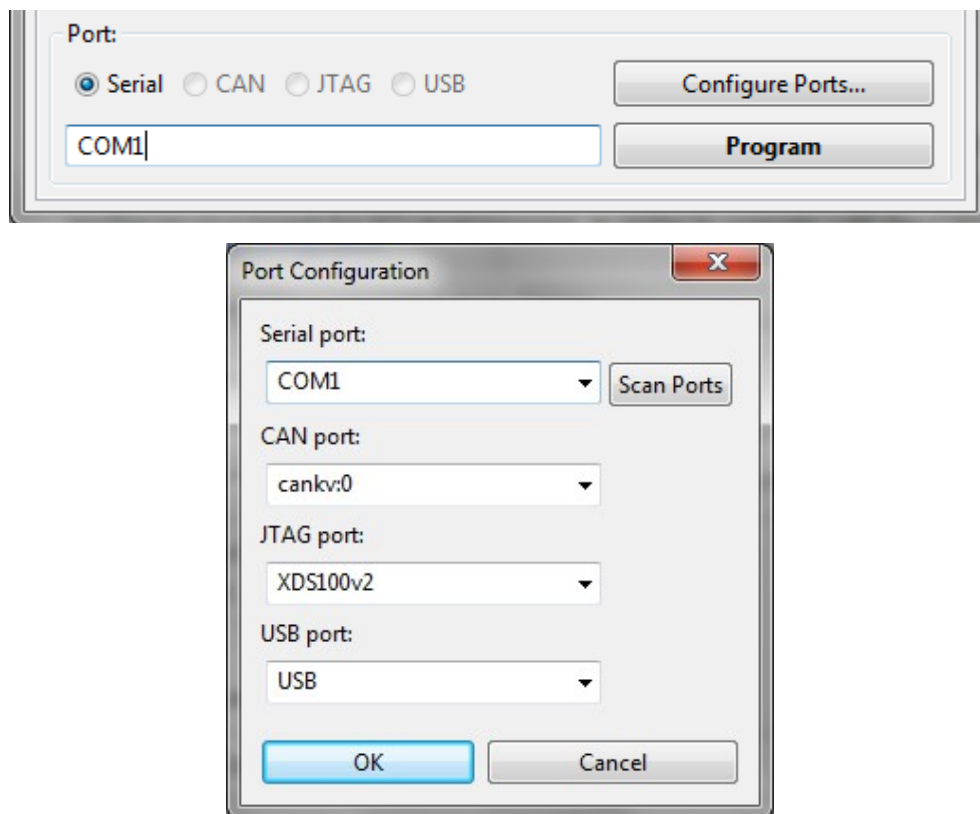 Port:
Serial CAN JTAG USB Configure Ports...
COM1 Program
Port Configuration
Serial port:
COM1 Scan Ports
CAN port:
cankv:0
JTAG port:
XDS100v2
USB port:
USB
OK Cancel